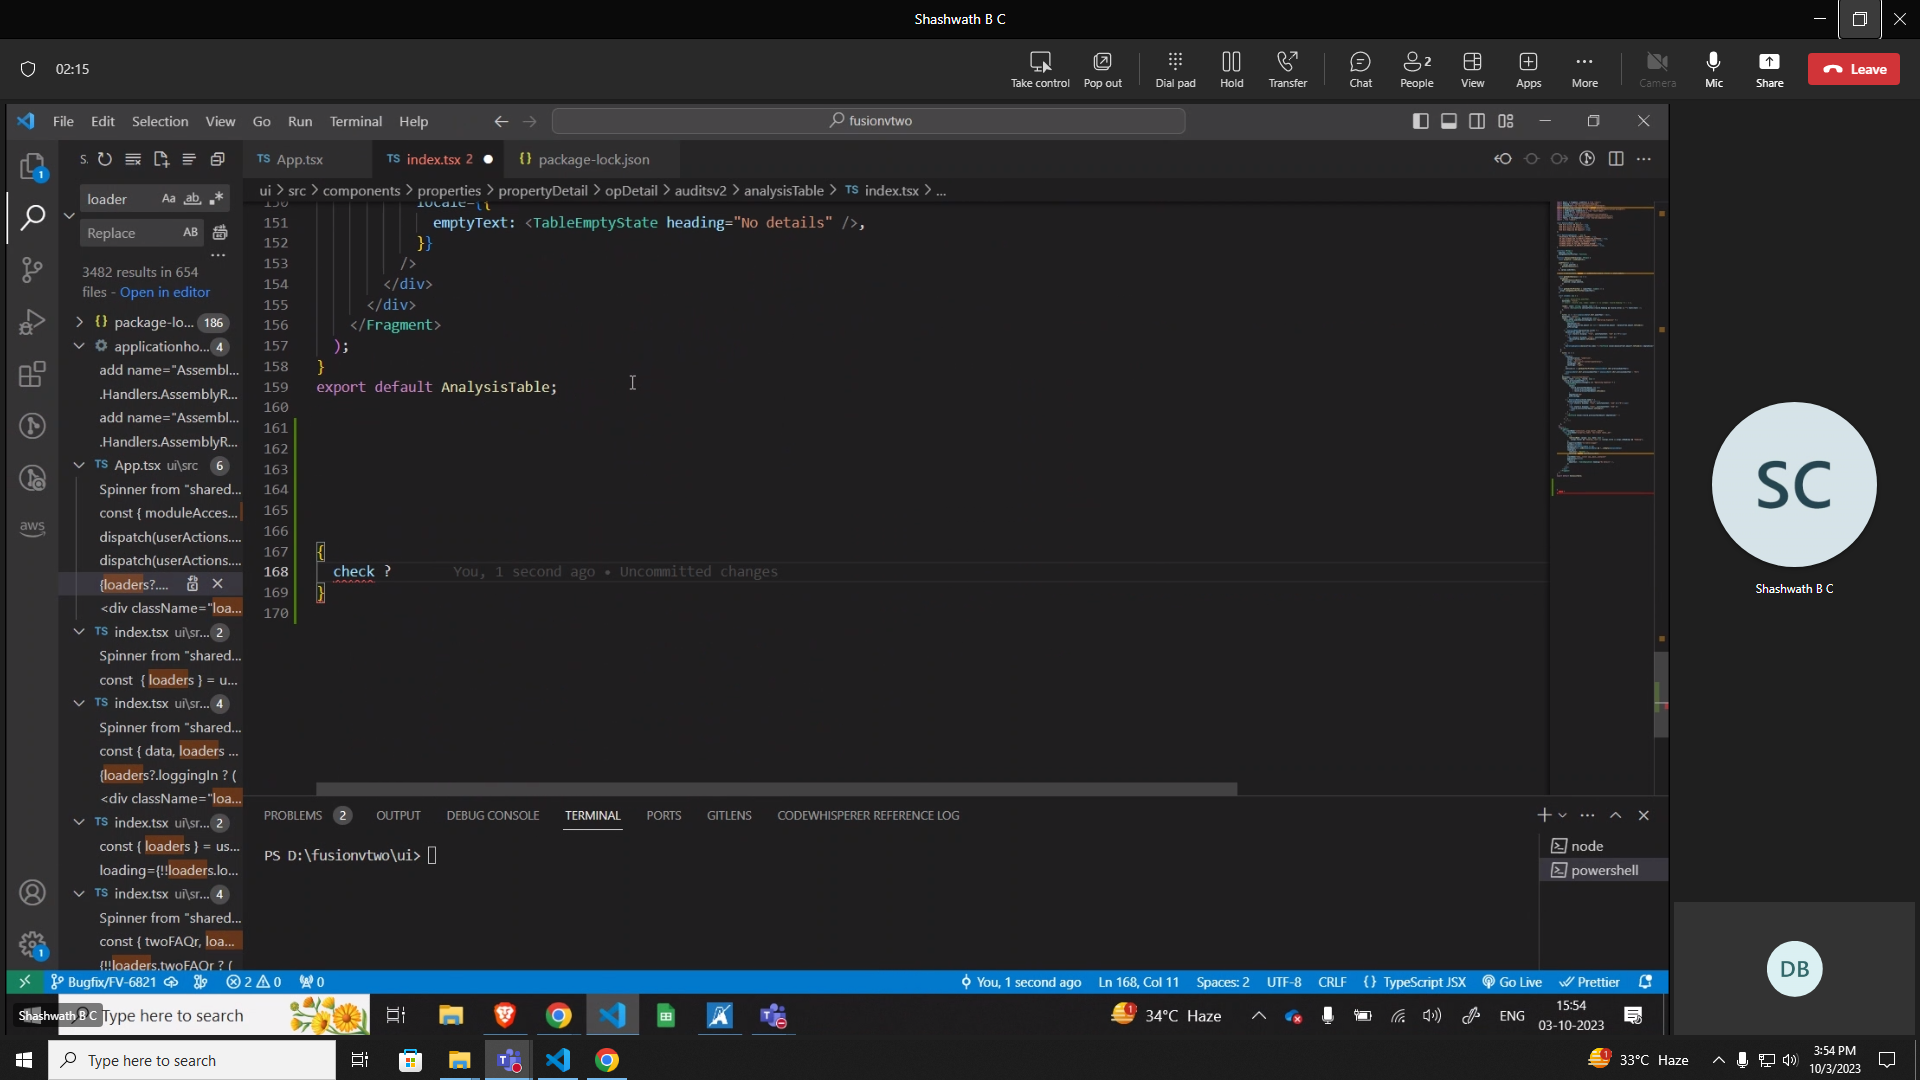 Shashwath B C
02:15
Take control
Pop out
Dial pad
Hold
Transfer
Chat
2
People
View
Apps
More
Camera
Mic
Share
Leave
File Edit Selection View Go Run Terminal Help
fusionvtwo
1
S.
TS App.tsx
TS index.tsx 2
{} package-lock.json
loader
Aa ab
Replace
AB
3482 results in 654
files - Open in editor
{} package-lo... 186
applicationho... 4
add name="Assembl...
.Handlers.AssemblyR...
add name="Assembl...
.Handlers.AssemblyR...
TS App.tsx ui\src 6
Spinner from "shared...
const { moduleAcces...
dispatch(userActions....
dispatch(userActions....
{loaders?....
<div className="loa...
TS index.tsx ui\sr... 2
Spinner from "shared...
const { loaders } = u...
TS index.tsx ui\sr... 4
Spinner from "shared...
const { data, loaders ...
{loaders?.loggingIn ? (
<div className="loa...
TS index.tsx ui\sr... 2
const { loaders } = us...
loading={!!loaders.lo...
TS index.tsx ui\sr... 4
Spinner from "shared...
const { twoFAQr, loa...
{!!loaders.twoFAQr ? (
aws
1
ui > src > components > properties > propertyDetail > opDetail > auditsv2 > analysisTable > TS index.tsx > ...
150 locale={{
151 emptyText: <TableEmptyState heading="No details" />,
152 }}
153 />
154 </div>
155 </div>
156 </Fragment>
157 );
158 }
159 export default AnalysisTable;
160
161
162
163
164
165
166
167 {
168 check ? You, 1 second ago • Uncommitted changes
169 }
170
PROBLEMS 2 OUTPUT DEBUG CONSOLE TERMINAL PORTS GITLENS CODEWHISPERER REFERENCE LOG
PS D:\fusionvtwo\ui>
node
powershell
SC
Shashwath B C
DB
Bugfix/FV-6821
2 0
0
You, 1 second ago
Ln 168, Col 11
Spaces: 2
UTF-8
CRLF
{} TypeScript JSX
Go Live
Prettier
Shashwath B C
Type here to search
1
34°C Haze
ENG
15:54
03-10-2023
Type here to search
1
33°C Haze
3:54 PM
10/3/2023